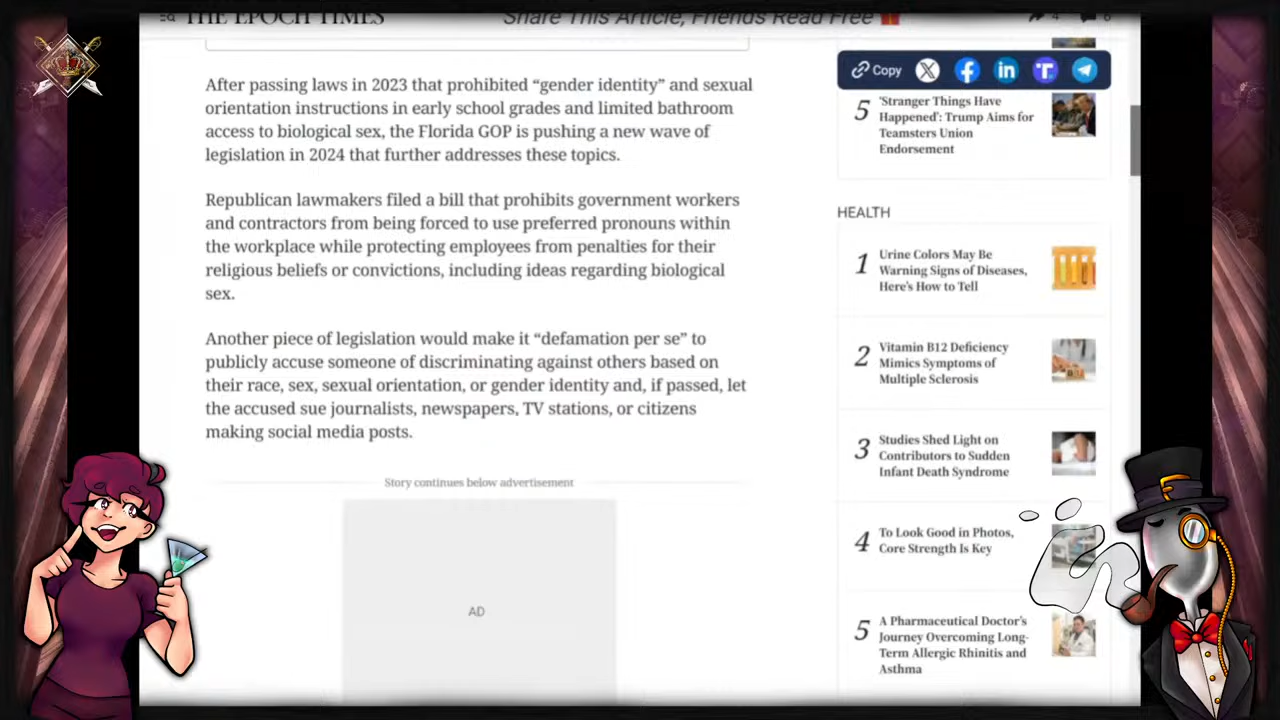 THE EPOCH TIMES
Share This Article, Friends Read Free
4
6
After passing laws in 2023 that prohibited “gender identity” and sexual
orientation instructions in early school grades and limited bathroom
access to biological sex, the Florida GOP is pushing a new wave of
legislation in 2024 that further addresses these topics.
Republican lawmakers filed a bill that prohibits government workers
and contractors from being forced to use preferred pronouns within
the workplace while protecting employees from penalties for their
religious beliefs or convictions, including ideas regarding biological
sex.
Another piece of legislation would make it “defamation per se” to
publicly accuse someone of discriminating against others based on
their race, sex, sexual orientation, or gender identity and, if passed, let
the accused sue journalists, newspapers, TV stations, or citizens
making social media posts.
Story continues below advertisement
AD
Copy
5
‘Stranger Things Have
Happened’: Trump Aims for
Teamsters Union
Endorsement
HEALTH
1
Urine Colors May Be
Warning Signs of Diseases,
Here’s How to Tell
2
Vitamin B12 Deficiency
Mimics Symptoms of
Multiple Sclerosis
3
Studies Shed Light on
Contributors to Sudden
Infant Death Syndrome
4
To Look Good in Photos,
Core Strength Is Key
5
A Pharmaceutical Doctor’s
Journey Overcoming Long-
Term Allergic Rhinitis and
Asthma